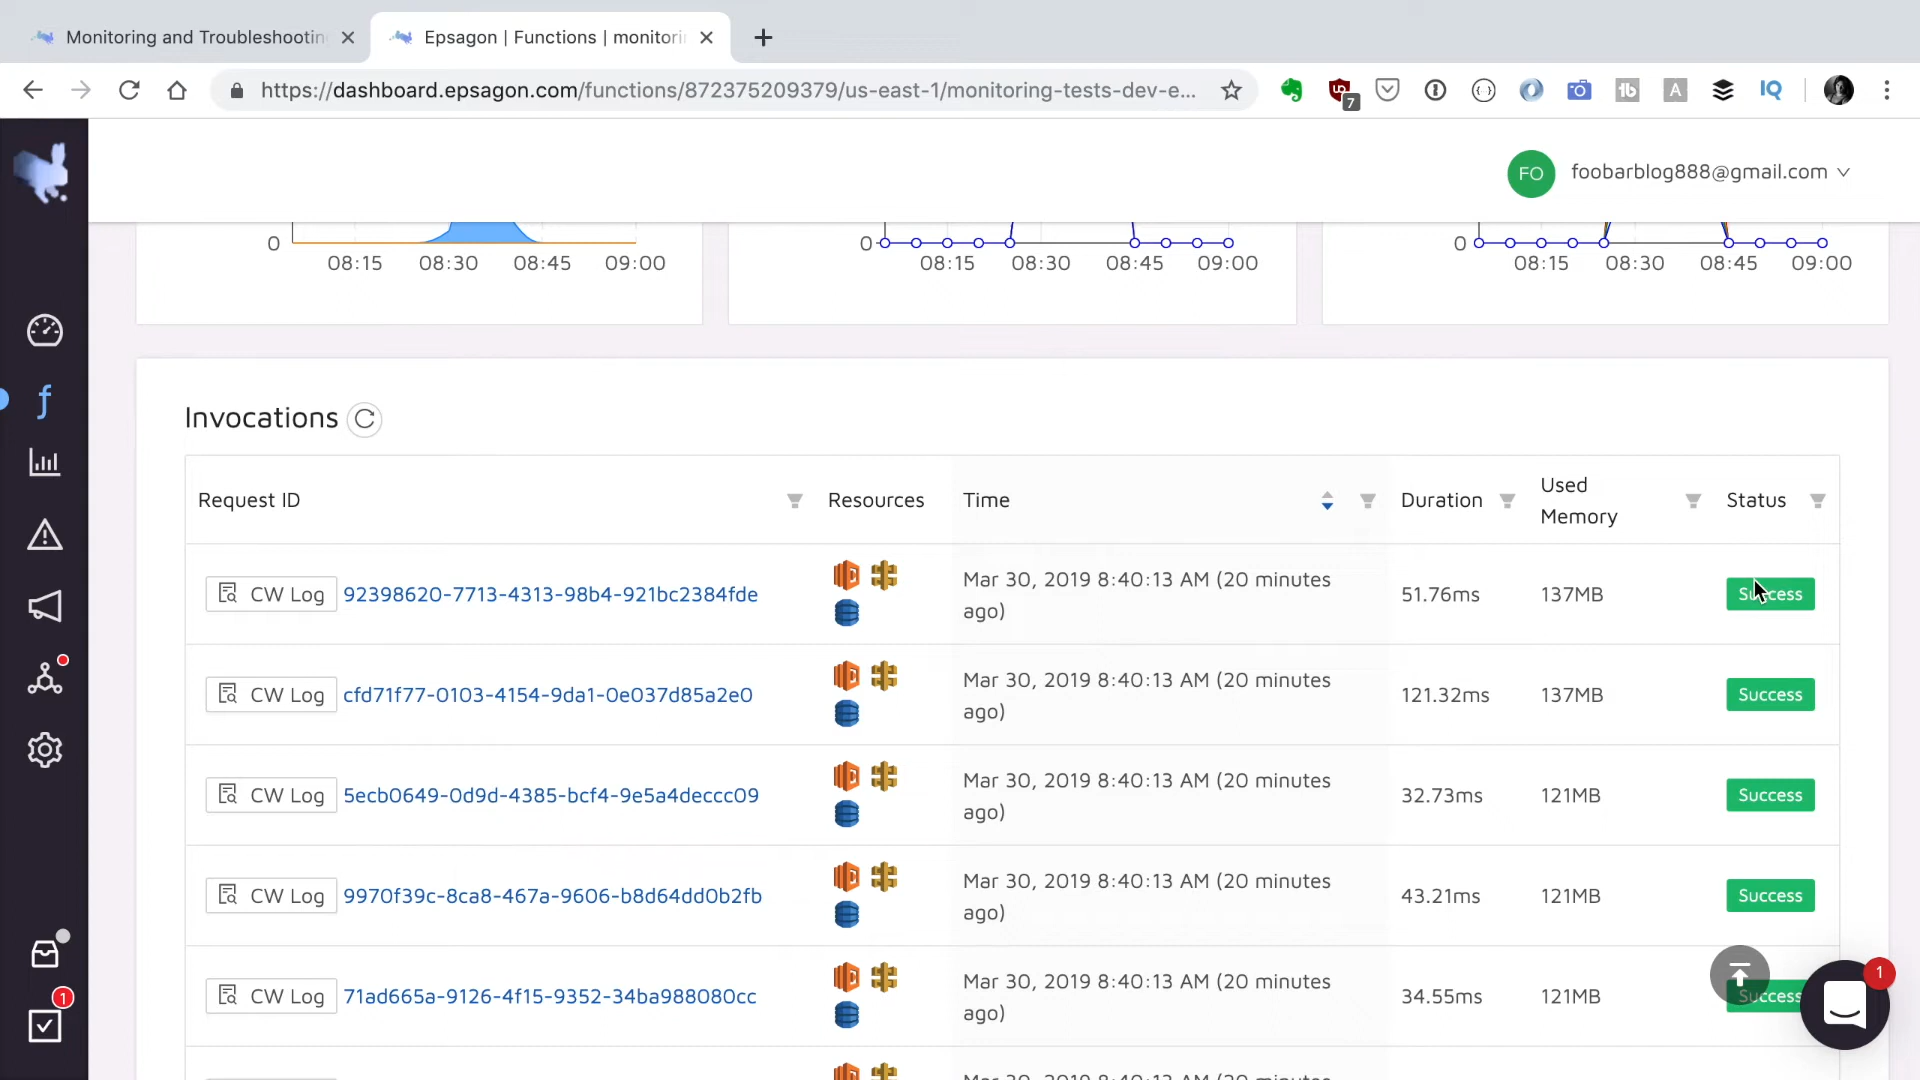 Monitoring and Troubleshootin
Epsagon | Functions | monitorin
https://dashboard.epsagon.com/functions/872375209379/us-east-1/monitoring-tests-dev-e...
7
tb
A
IQ
FO
foobarblog888@gmail.com
0
08:15 08:30 08:45 09:00
0
08:15 08:30 08:45 09:00
0
08:15 08:30 08:45 09:00
Invocations
Request ID Resources Time Duration Used Memory Status
CW Log 92398620-7713-4313-98b4-921bc2384fde Mar 30, 2019 8:40:13 AM (20 minutes ago) 51.76ms 137MB Success
CW Log cfd71f77-0103-4154-9da1-0e037d85a2e0 Mar 30, 2019 8:40:13 AM (20 minutes ago) 121.32ms 137MB Success
CW Log 5ecb0649-0d9d-4385-bcf4-9e5a4deccc09 Mar 30, 2019 8:40:13 AM (20 minutes ago) 32.73ms 121MB Success
CW Log 9970f39c-8ca8-467a-9606-b8d64dd0b2fb Mar 30, 2019 8:40:13 AM (20 minutes ago) 43.21ms 121MB Success
CW Log 71ad665a-9126-4f15-9352-34ba988080cc Mar 30, 2019 8:40:13 AM (20 minutes ago) 34.55ms 121MB Success
1
1